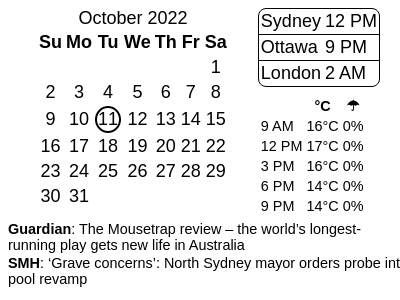 October 2022
Su Mo Tu We Th Fr Sa
1
2 3 4 5 6 7 8
9 10 11 12 13 14 15
16 17 18 19 20 21 22
23 24 25 26 27 28 29
30 31
Sydney 12 PM
Ottawa 9 PM
London 2 AM
°C ☂
9 AM 16°C 0%
12 PM 17°C 0%
3 PM 16°C 0%
6 PM 14°C 0%
9 PM 14°C 0%
Guardian: The Mousetrap review – the world’s longest-
running play gets new life in Australia
SMH: ‘Grave concerns’: North Sydney mayor orders probe int
pool revamp